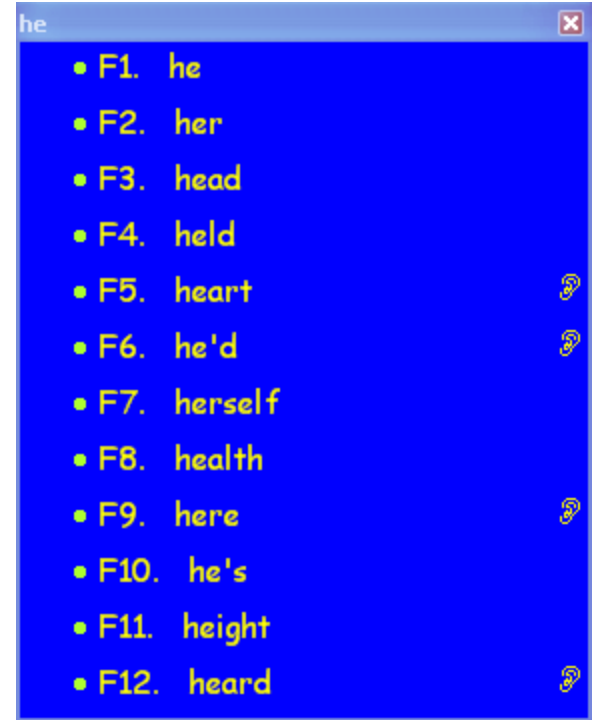 he
F1. he
F2. her
F3. head
F4. held
F5. heart
F6. he'd
F7. herself
F8. health
F9. here
F10. he's
F11. height
F12. heard